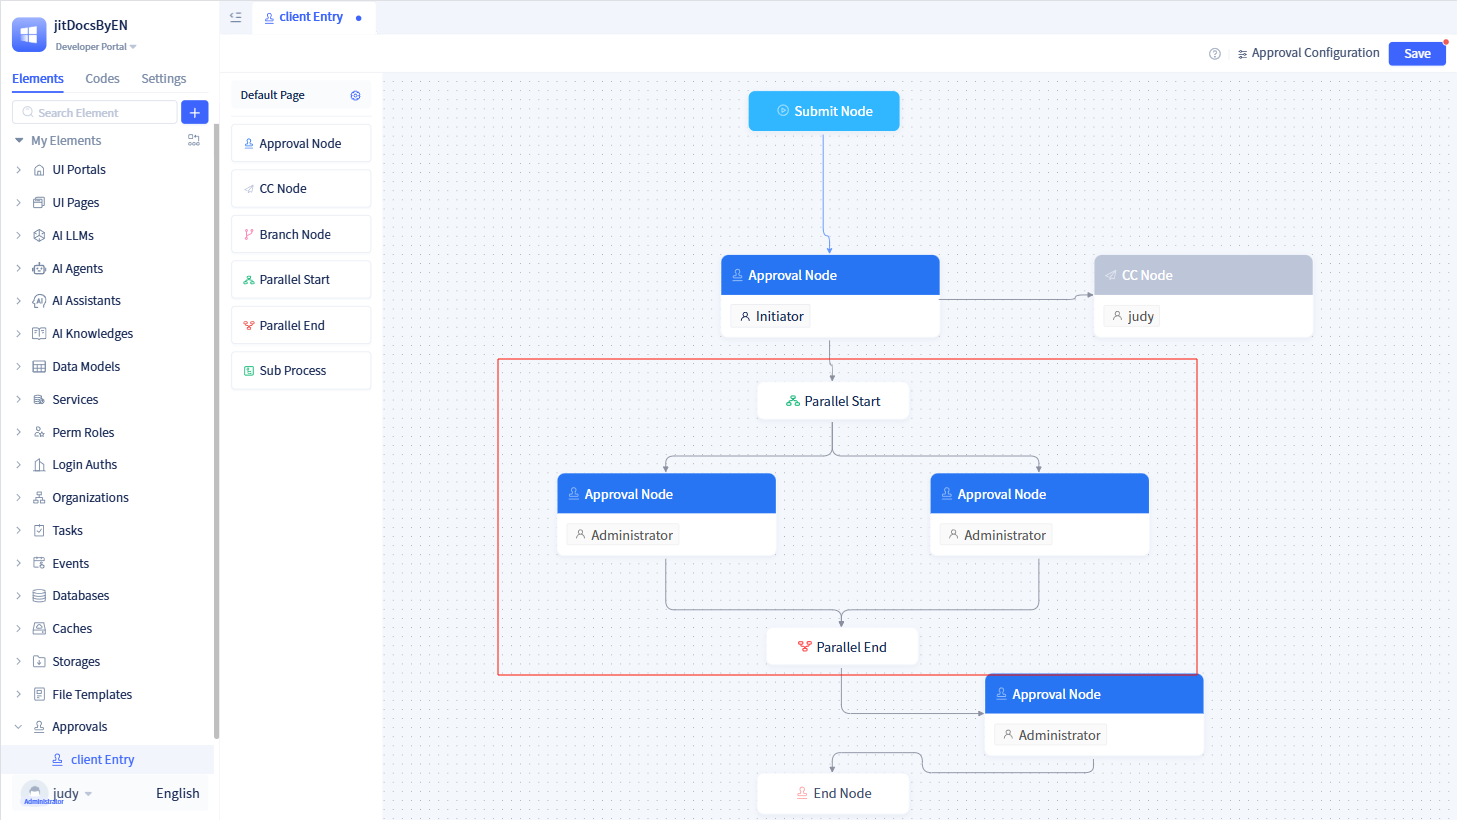 jitDocsByEN
Developer Portal
Elements Codes Settings
Search Element
My Elements
UI Portals
UI Pages
AI LLMs
AI Agents
AI Assistants
AI Knowledges
Data Models
Services
Perm Roles
Login Auths
Organizations
Tasks
Events
Databases
Caches
Storages
File Templates
Approvals
client Entry
judy
Administrator
English
client Entry
Approval Configuration
Save
Default Page
Approval Node
CC Node
Branch Node
Parallel Start
Parallel End
Sub Process
Submit Node
Approval Node
Initiator
CC Node
judy
Parallel Start
Approval Node
Administrator
Approval Node
Administrator
Parallel End
Approval Node
Administrator
End Node